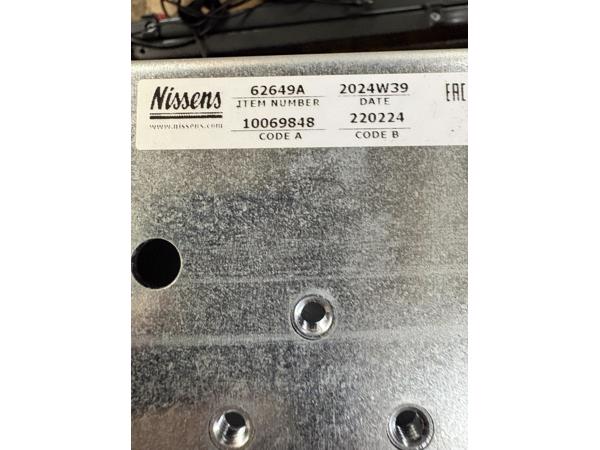 Nissens
www.nissens.com
62649A
ITEM NUMBER
10069848
CODE A
2024W39
DATE
220224
CODE B
EAC